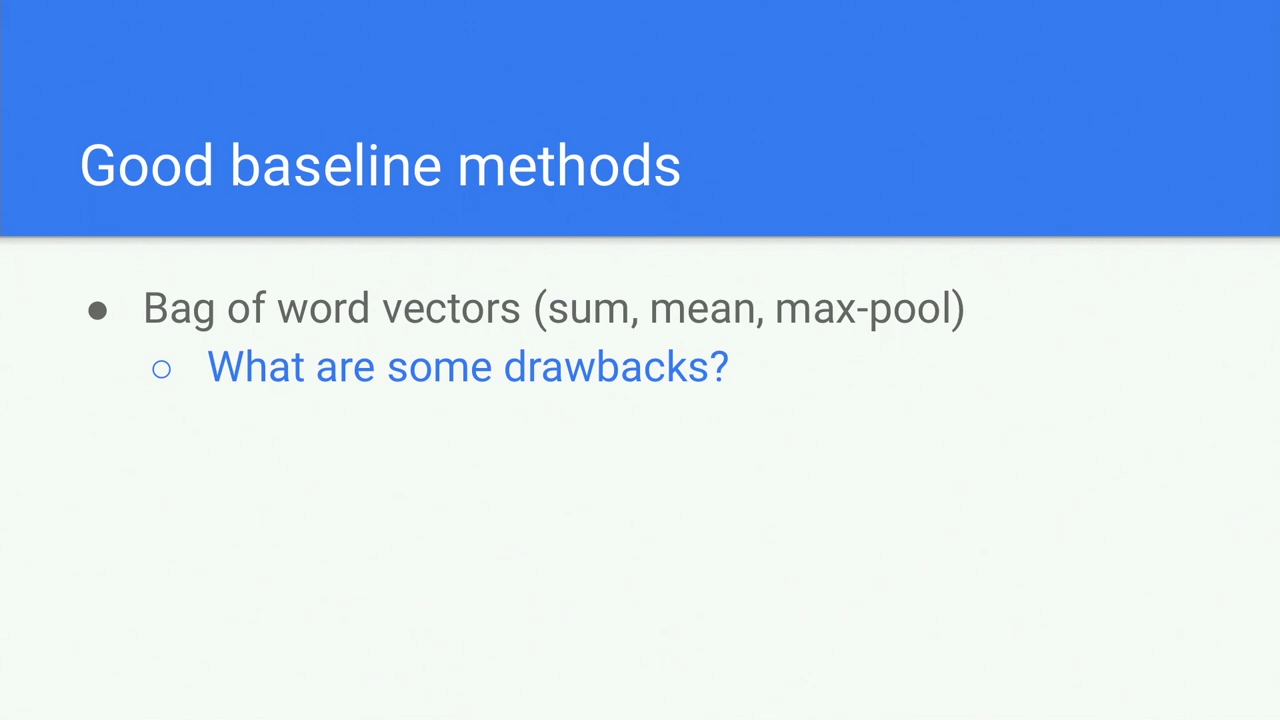 Good baseline methods
● Bag of word vectors (sum, mean, max-pool)
○ What are some drawbacks?